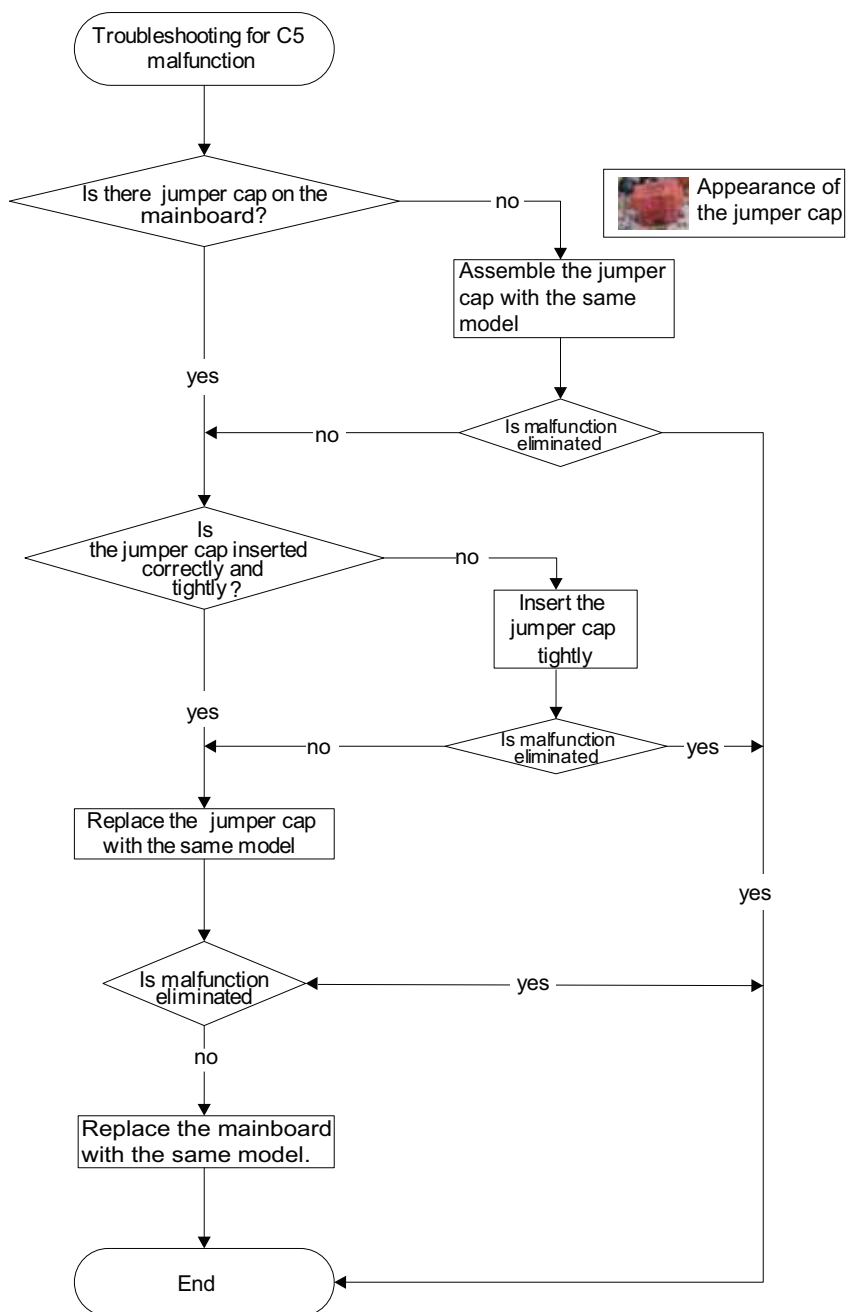 Troubleshooting for C5
malfunction
Is there jumper cap on the
mainboard?
no
Appearance of
the jumper cap
Assemble the jumper
cap with the same
model
yes
Is malfunction
eliminated
no
Is
the jumper cap inserted
correctly and
tightly?
no
Insert the
jumper cap
tightly
yes
Is malfunction
eliminated
no
yes
Replace the jumper cap
with the same model
yes
Is malfunction
eliminated
yes
no
Replace the mainboard
with the same model.
End